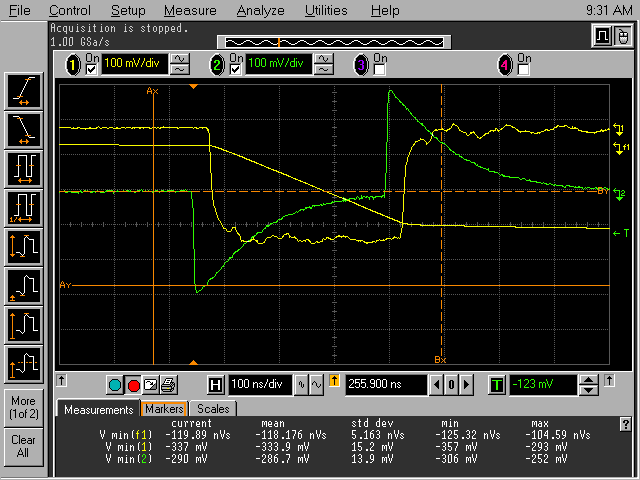 File Control Setup Measure Analyze Utilities Help 9:31 AM
Acquisition is stopped.
1.00 GSa/s
1 On 100 mV/div 2 On 100 mV/div 3 On 4 On
Ax
1
f1
By
2
T
Ay
Bx
1/
More
(1of 2)
Clear
All
H 100 ns/div 255.900 ns 0 T -123 mV
Measurements Markers Scales
?
current mean std dev min max
V min(f1) -119.89 nVs -118.176 nVs 5.163 nVs -125.32 nVs -104.59 nVs
V min(1) -337 mV -333.9 mV 15.2 mV -357 mV -293 mV
V min(2) -290 mV -286.7 mV 13.9 mV -306 mV -252 mV